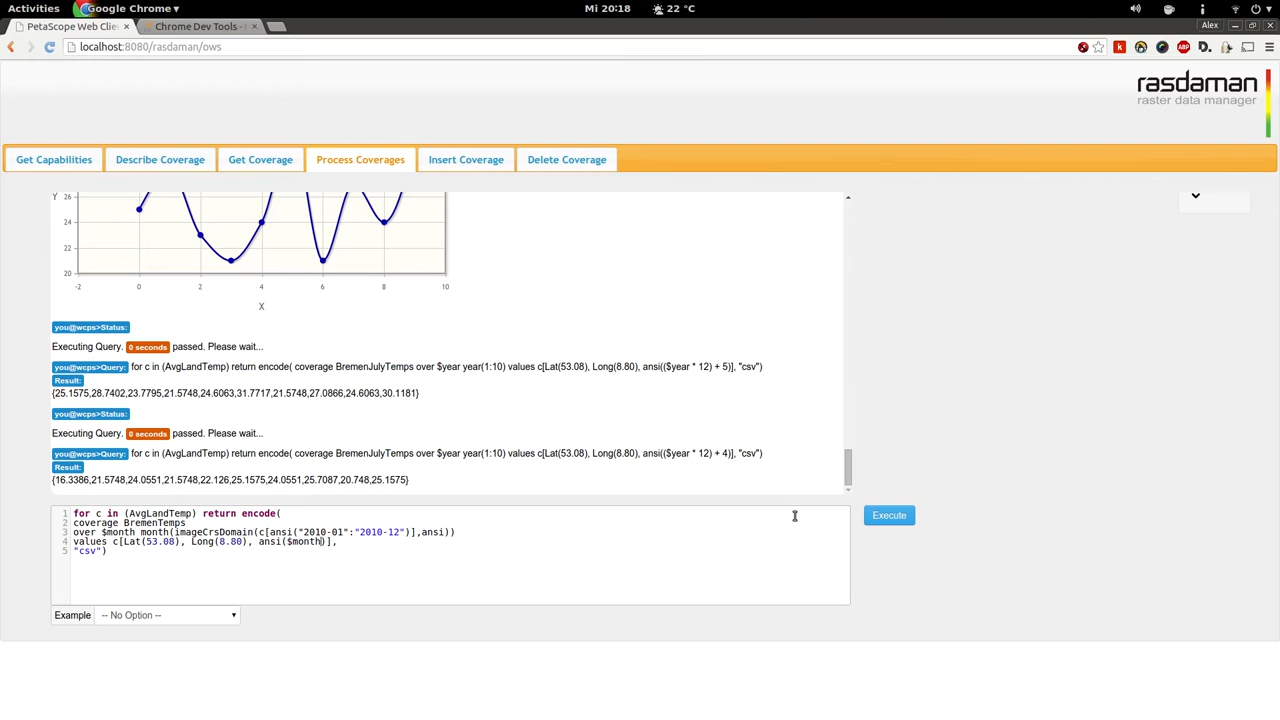 Activities Google Chrome ▾ Mi 20:18 22 °C
PetaScope Web Clie × Chrome Dev Tools - × Alex
localhost:8080/rasdaman/ows
rasdaman
raster data manager
Get Capabilities Describe Coverage Get Coverage Process Coverages Insert Coverage Delete Coverage
Y 26
24
22
20
-2 0 2 4 6 8 10
X
you@wcps>Status:
Executing Query. 0 seconds passed. Please wait...
you@wcps>Query: for c in (AvgLandTemp) return encode( coverage BremenJulyTemps over $year year(1:10) values c[Lat(53.08), Long(8.80), ansi(($year * 12) + 5)], "csv")
Result:
{25.1575,28.7402,23.7795,21.5748,24.6063,31.7717,21.5748,27.0866,24.6063,30.1181}
you@wcps>Status:
Executing Query. 0 seconds passed. Please wait...
you@wcps>Query: for c in (AvgLandTemp) return encode( coverage BremenJulyTemps over $year year(1:10) values c[Lat(53.08), Long(8.80), ansi(($year * 12) + 4)], "csv")
Result:
{16.3386,21.5748,24.0551,21.5748,22.126,25.1575,24.0551,25.7087,20.748,25.1575}
1 for c in (AvgLandTemp) return encode(
2 coverage BremenTemps
3 over $month month(imageCrsDomain(c[ansi("2010-01":"2010-12")],ansi))
4 values c[Lat(53.08), Long(8.80), ansi($month)],
5 "csv")
Execute
Example -- No Option --